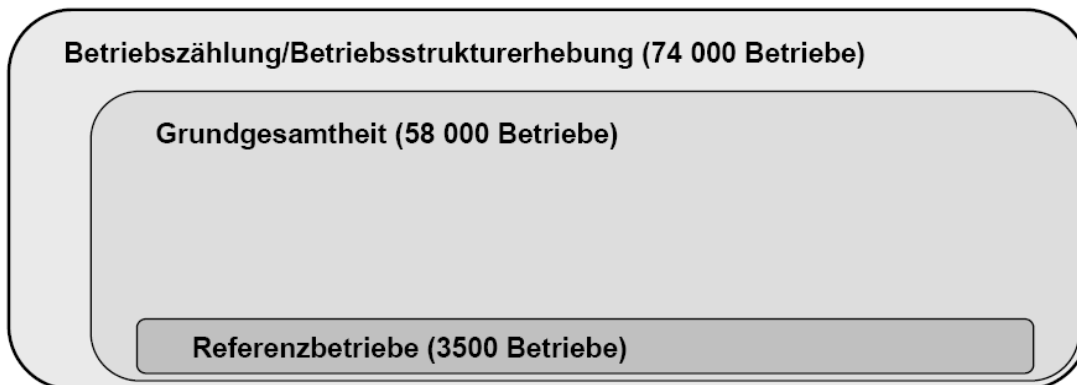 Betriebszählung/Betriebsstrukturerhebung (74 000 Betriebe)
Grundgesamtheit (58 000 Betriebe)
Referenzbetriebe (3500 Betriebe)